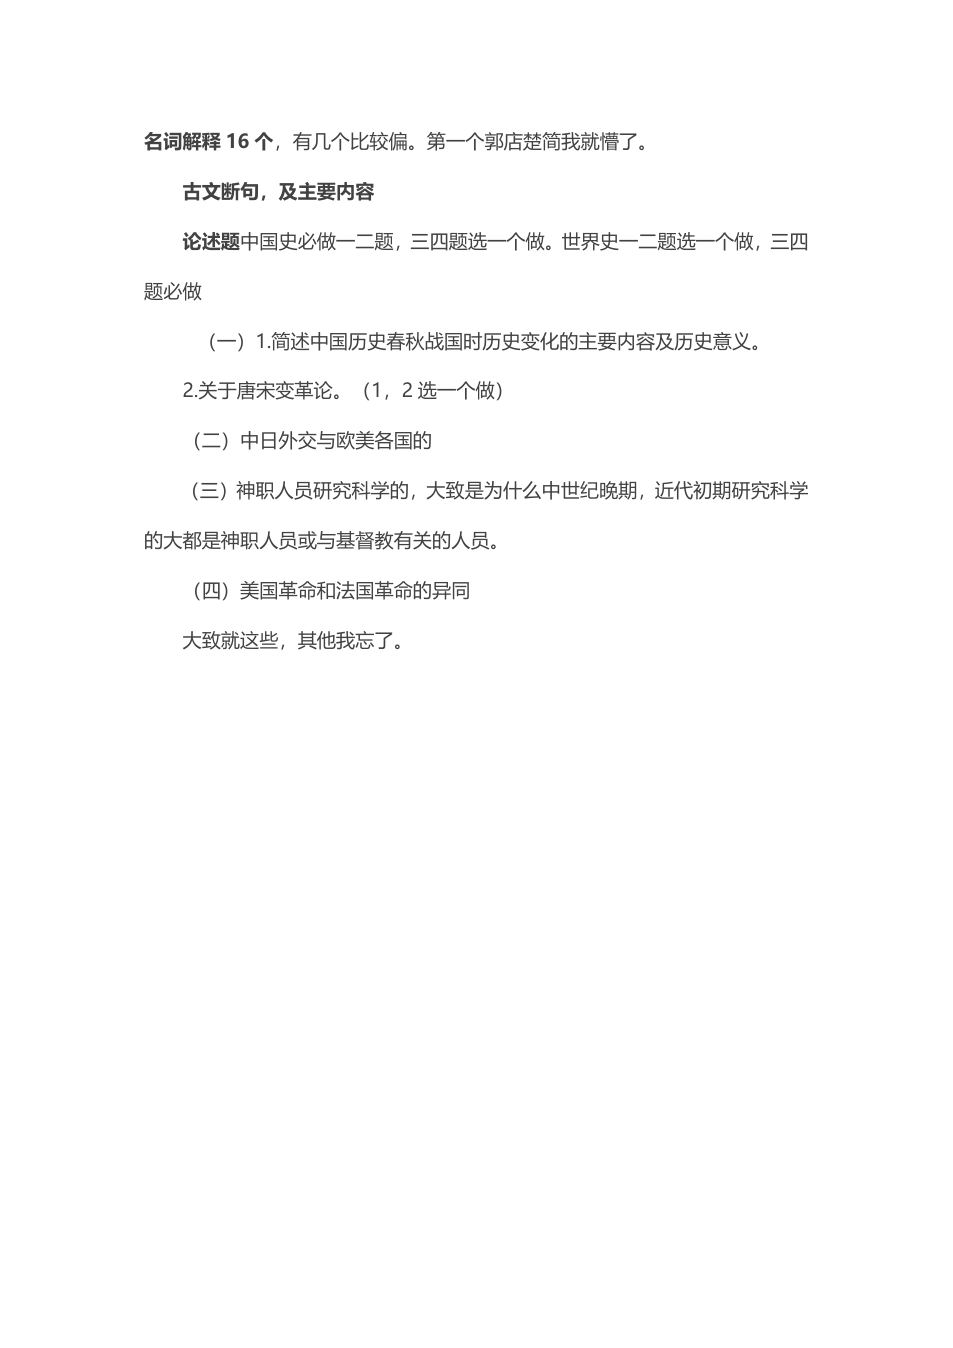 名词解释 16 个，有几个比较偏。第一个郭店楚简我就懵了。
古文断句，及主要内容
论述题中国史必做一二题，三四题选一个做。世界史一二题选一个做，三四
题必做
（一）1.简述中国历史春秋战国时历史变化的主要内容及历史意义。
2.关于唐宋变革论。（1，2 选一个做）
（二）中日外交与欧美各国的
（三）神职人员研究科学的，大致是为什么中世纪晚期，近代初期研究科学
的大都是神职人员或与基督教有关的人员。
（四）美国革命和法国革命的异同
大致就这些，其他我忘了。